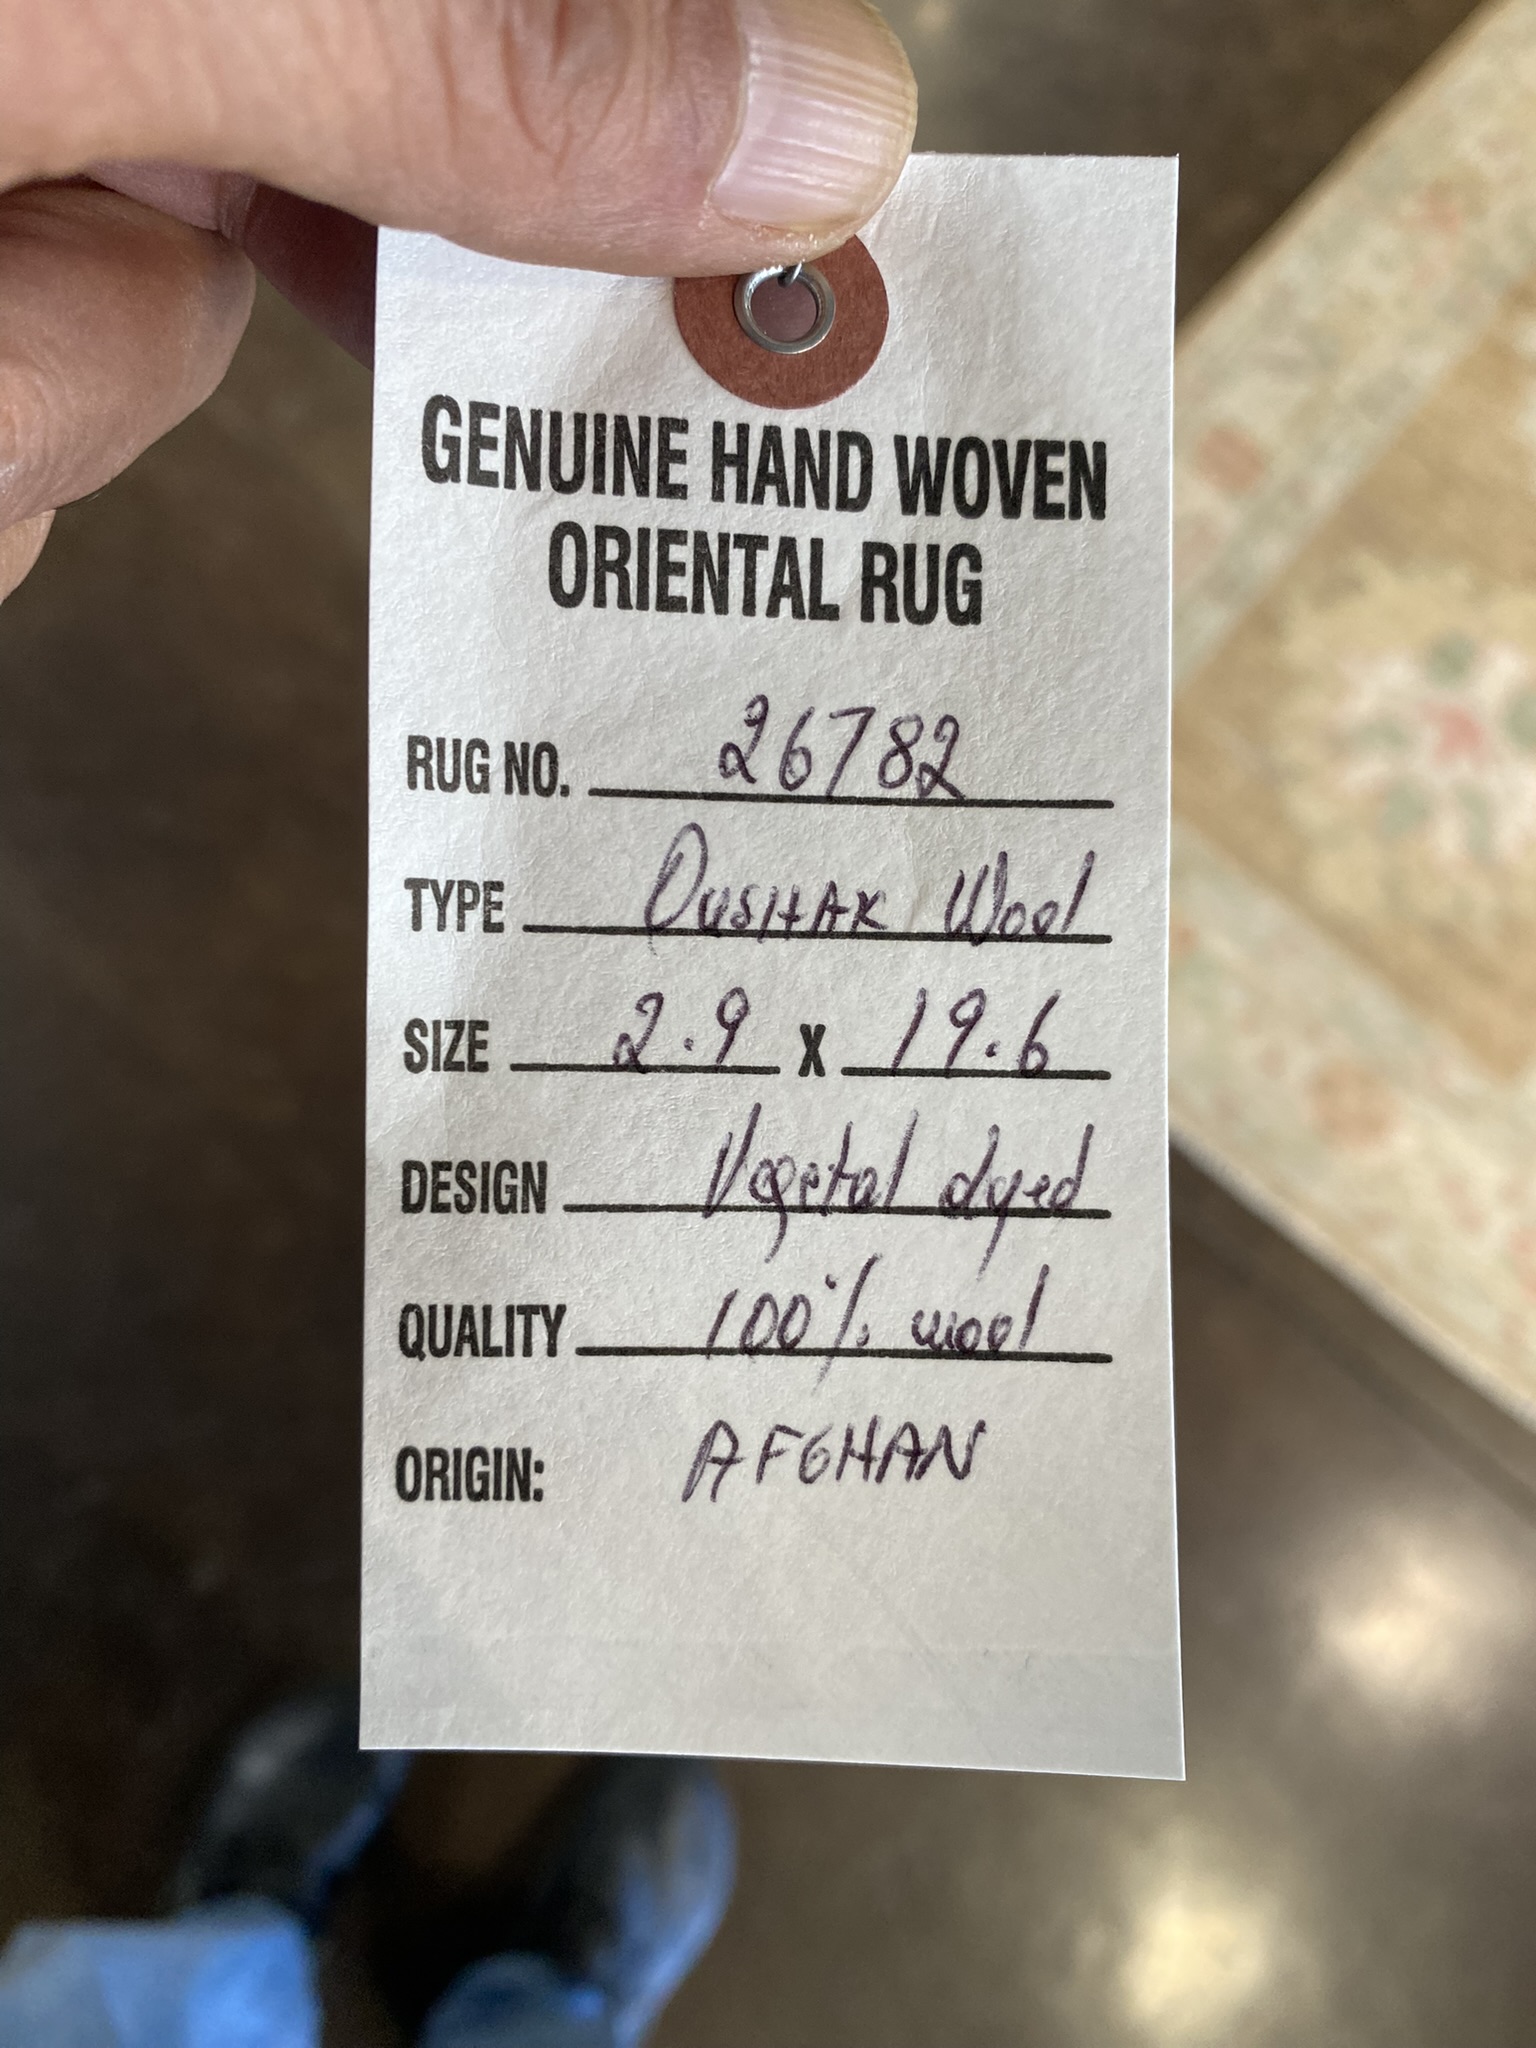 GENUINE HAND WOVEN
ORIENTAL RUG
RUG NO. 26782
TYPE OUSHAK Wool
SIZE 2.9 X 19.6
DESIGN Vegetal dyed
QUALITY 100% wool
ORIGIN: AFGHAN